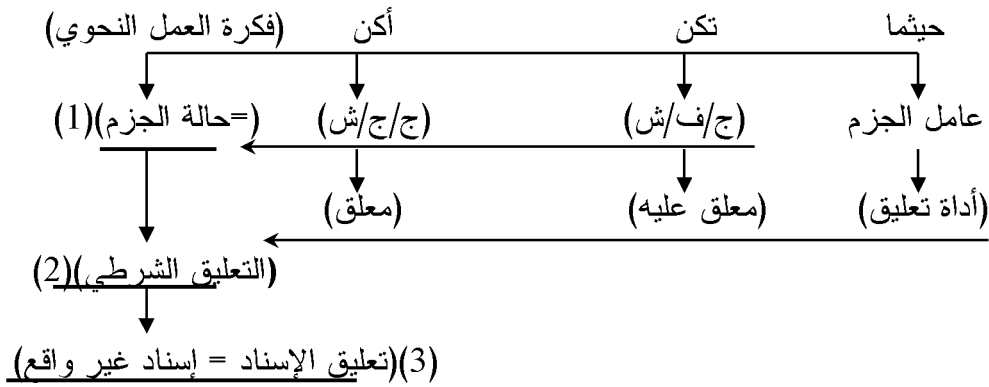 حيثما تكن أكن (فكرة العمل النحوي)
عامل الجزم (ج/ف/ش) (ج/ج/ش) (=حالة الجزم)(1)
(أداة تعليق) (معلق عليه) (معلق)
(التعليق الشرطي)(2)
(3)(تعليق الإسناد = إسناد غير واقع)